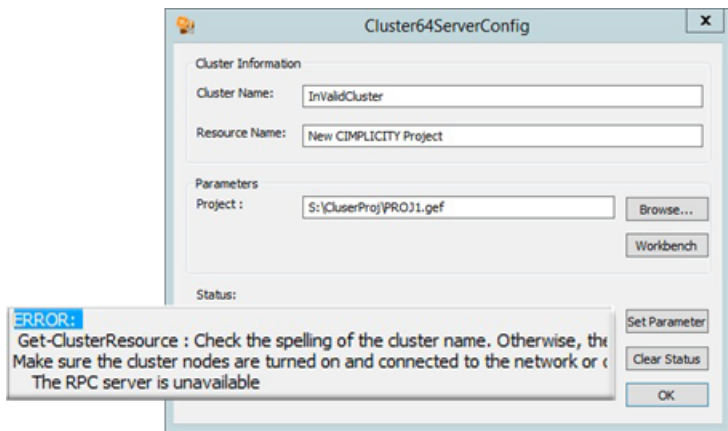 Cluster64ServerConfig
x
Cluster Information
Cluster Name:
InValidCluster
Resource Name:
New CIMPLICITY Project
Parameters
Project :
S:\CluserProj\PROJ1.gef
Browse...
Workbench
Status:
ERROR:
Get-ClusterResource : Check the spelling of the cluster name. Otherwise, the
Make sure the cluster nodes are turned on and connected to the network or
The RPC server is unavailable
Set Parameter
Clear Status
OK